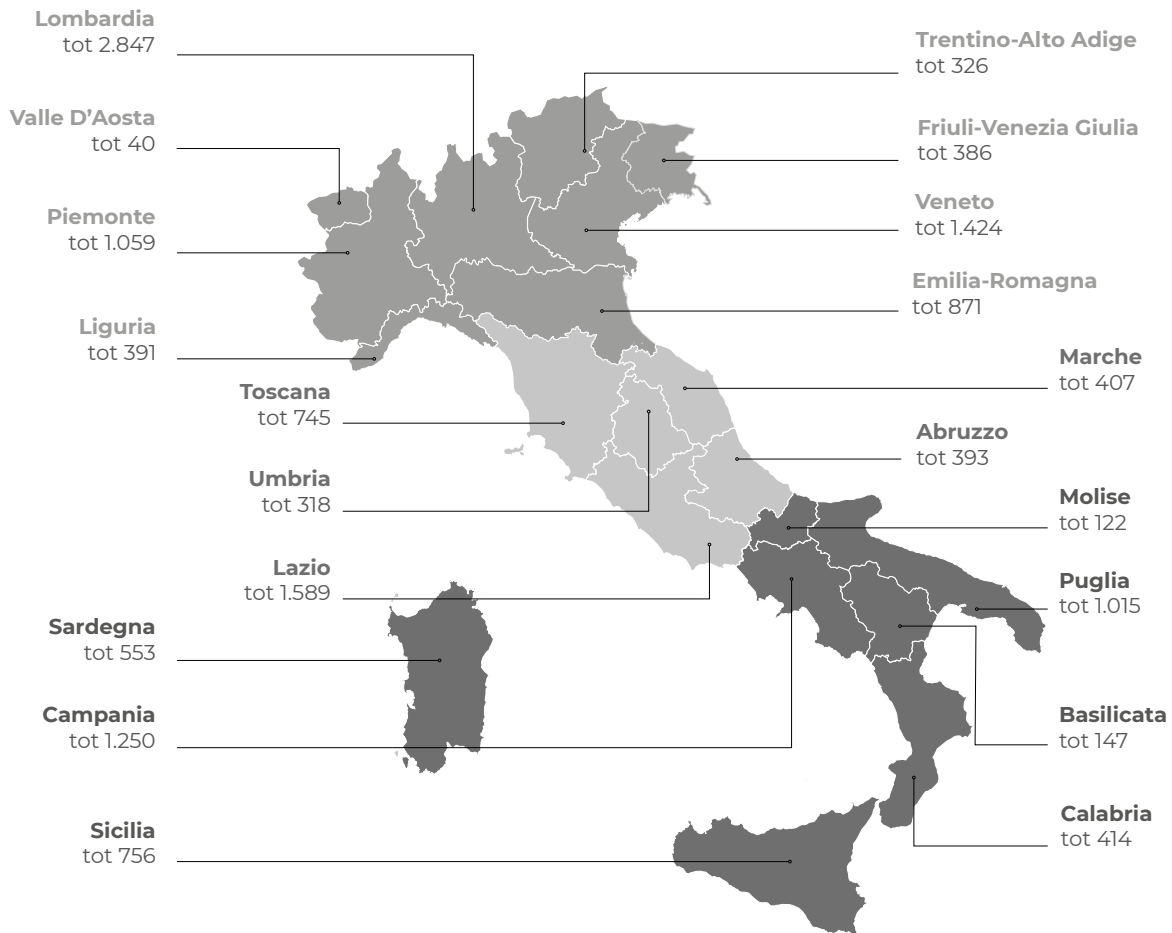 Lombardia
tot 2.847
Valle D’Aosta
tot 40
Piemonte
tot 1.059
Liguria
tot 391
Toscana
tot 745
Umbria
tot 318
Lazio
tot 1.589
Sardegna
tot 553
Campania
tot 1.250
Sicilia
tot 756
Trentino-Alto Adige
tot 326
Friuli-Venezia Giulia
tot 386
Veneto
tot 1.424
Emilia-Romagna
tot 871
Marche
tot 407
Abruzzo
tot 393
Molise
tot 122
Puglia
tot 1.015
Basilicata
tot 147
Calabria
tot 414